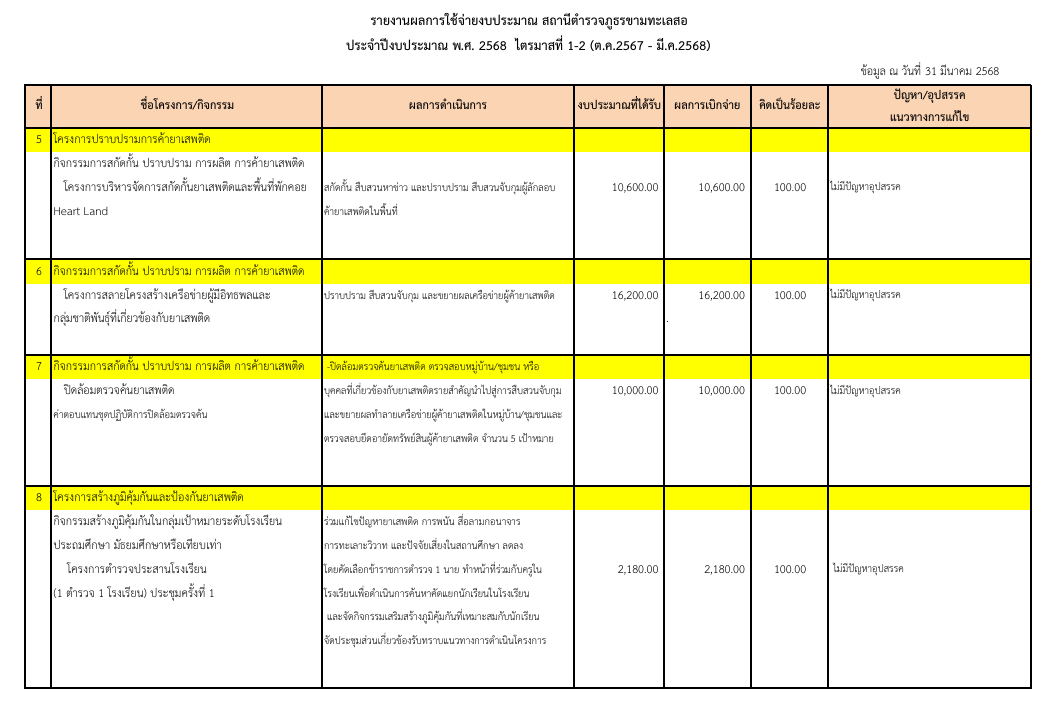 รายงานผลการใช้จ่ายงบประมาณ สถานีตำรวจภูธรขามทะเลสอ
ประจำปีงบประมาณ พ.ศ. 2568 ไตรมาสที่ 1-2 (ต.ค.2567 - มี.ค.2568)
ข้อมูล ณ วันที่ 31 มีนาคม 2568
ที่ ชื่อโครงการ/กิจกรรม ผลการดำเนินการ งบประมาณที่ได้รับ ผลการเบิกจ่าย คิดเป็นร้อยละ ปัญหา/อุปสรรค
แนวทางการแก้ไข
5 โครงการปราบปรามการค้ายาเสพติด
กิจกรรมการสกัดกั้น ปราบปราม การผลิต การค้ายาเสพติด
โครงการบริหารจัดการสกัดกั้นยาเสพติดและพื้นที่พักคอย สกัดกั้น สืบสวนหาข่าว และปราบปราม สืบสวนจับกุมผู้ลักลอบ 10,600.00 10,600.00 100.00 ไม่มีปัญหาอุปสรรค
Heart Land ค้ายาเสพติดในพื้นที่
6 กิจกรรมการสกัดกั้น ปราบปราม การผลิต การค้ายาเสพติด
โครงการสลายโครงสร้างเครือข่ายผู้มีอิทธพลและ ปราบปราม สืบสวนจับกุม และขยายผลเครือข่ายผู้ค้ายาเสพติด 16,200.00 16,200.00 100.00 ไม่มีปัญหาอุปสรรค
กลุ่มชาติพันธุ์ที่เกี่ยวข้องกับยาเสพติด .
7 กิจกรรมการสกัดกั้น ปราบปราม การผลิต การค้ายาเสพติด -ปิดล้อมตรวจค้นยาเสพติด ตรวจสอบหมู่บ้าน/ชุมชน หรือ
ปิดล้อมตรวจค้นยาเสพติด บุคคลที่เกี่ยวข้องกับยาเสพติดรายสำคัญนำไปสู่การสืบสวนจับกุม 10,000.00 10,000.00 100.00 ไม่มีปัญหาอุปสรรค
ค่าตอบแทนชุดปฏิบัติการปิดล้อมตรวจค้น และขยายผลทำลายเครือข่ายผู้ค้ายาเสพติดในหมู่บ้าน/ชุมชนและ
ตรวจสอบยึดอายัดทรัพย์สินผู้ค้ายาเสพติด จำนวน 5 เป้าหมาย
8 โครงการสร้างภูมิคุ้มกันและป้องกันยาเสพติด
กิจกรรมสร้างภูมิคุ้มกันในกลุ่มเป้าหมายระดับโรงเรียน ร่วมแก้ไขปัญหายาเสพติด การพนัน สื่อลามกอนาจาร
ประถมศึกษา มัธยมศึกษาหรือเทียบเท่า การทะเลาะวิวาท และปัจจัยเสี่ยงในสถานศึกษา ลดลง
โครงการตำรวจประสานโรงเรียน โดยคัดเลือกข้าราชการตำรวจ 1 นาย ทำหน้าที่ร่วมกับครูใน 2,180.00 2,180.00 100.00 ไม่มีปัญหาอุปสรรค
(1 ตำรวจ 1 โรงเรียน) ประชุมครั้งที่ 1 โรงเรียนเพื่อดำเนินการค้นหาคัดแยกนักเรียนในโรงเรียน
และจัดกิจกรรมเสริมสร้างภูมิคุ้มกันที่เหมาะสมกับนักเรียน
จัดประชุมส่วนเกี่ยวข้องรับทราบแนวทางการดำเนินโครงการ